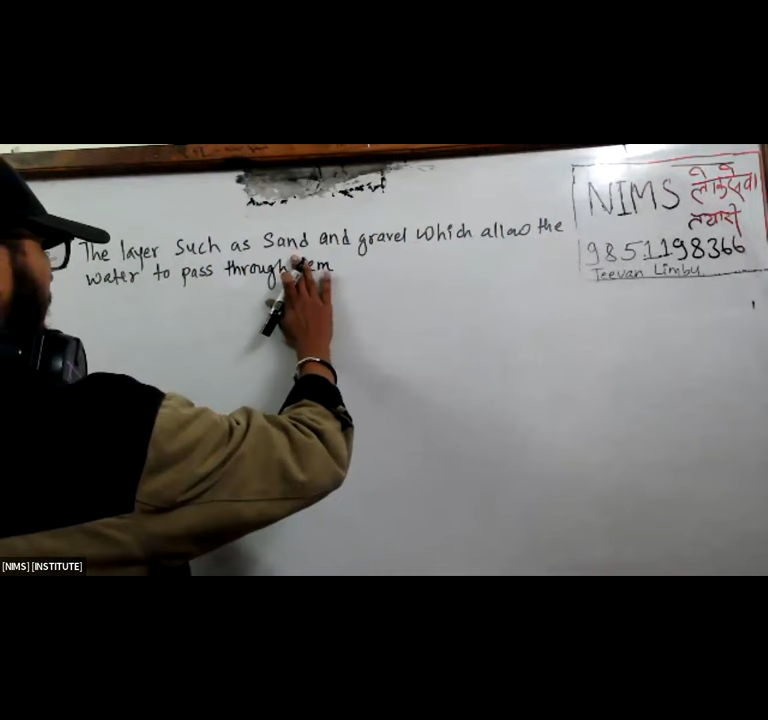 The layer such as sand and gravel which allow the
water to pass through
NIMS लोकसेवा
तयारी
9851198366
Jeevan Limbu
[NIMS] [INSTITUTE]